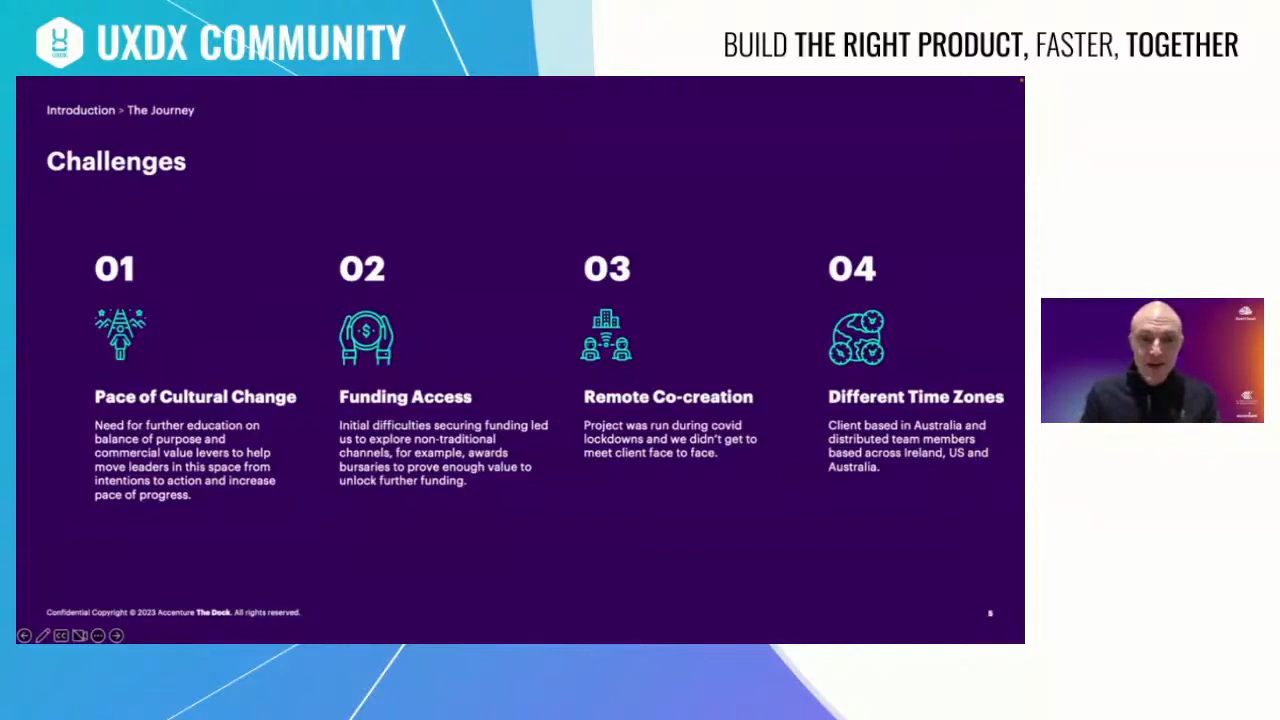 UXDX COMMUNITY
BUILD THE RIGHT PRODUCT, FASTER, TOGETHER
Introduction > The Journey
Challenges
01
02
03
04
Pace of Cultural Change
Need for further education on
balance of purpose and
commercial value levers to help
move leaders in this space from
intentions to action and increase
pace of progress.
Funding Access
Initial difficulties securing funding led
us to explore non-traditional
channels, for example, awards
bursaries to prove enough value to
unlock further funding.
Remote Co-creation
Project was run during covid
lockdowns and we didn't get to
meet client face to face.
Different Time Zones
Client based in Australia and
distributed team members
based across Ireland, US and
Australia.
Confidential Copyright © 2023 Accenture The Dock. All rights reserved.
5